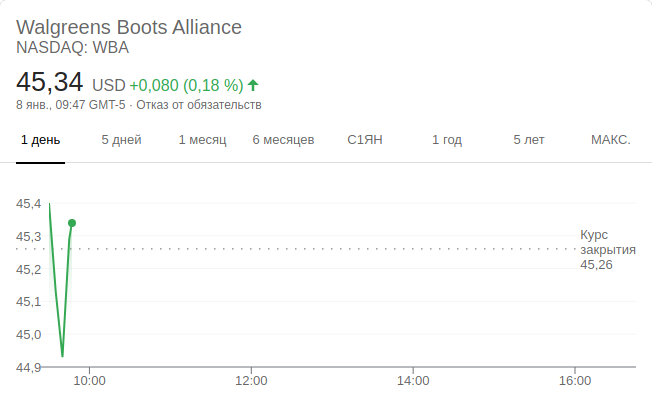 Walgreens Boots Alliance
NASDAQ: WBA
45,34 USD +0,080 (0,18 %)
8 янв., 09:47 GMT-5 · Отказ от обязательств
1 день 5 дней 1 месяц 6 месяцев С1ЯН 1 год 5 лет МАКС.
45,4
45,3
45,2
45,1
45,0
44,9
Курс
закрытия
45,26
10:00 12:00 14:00 16:00